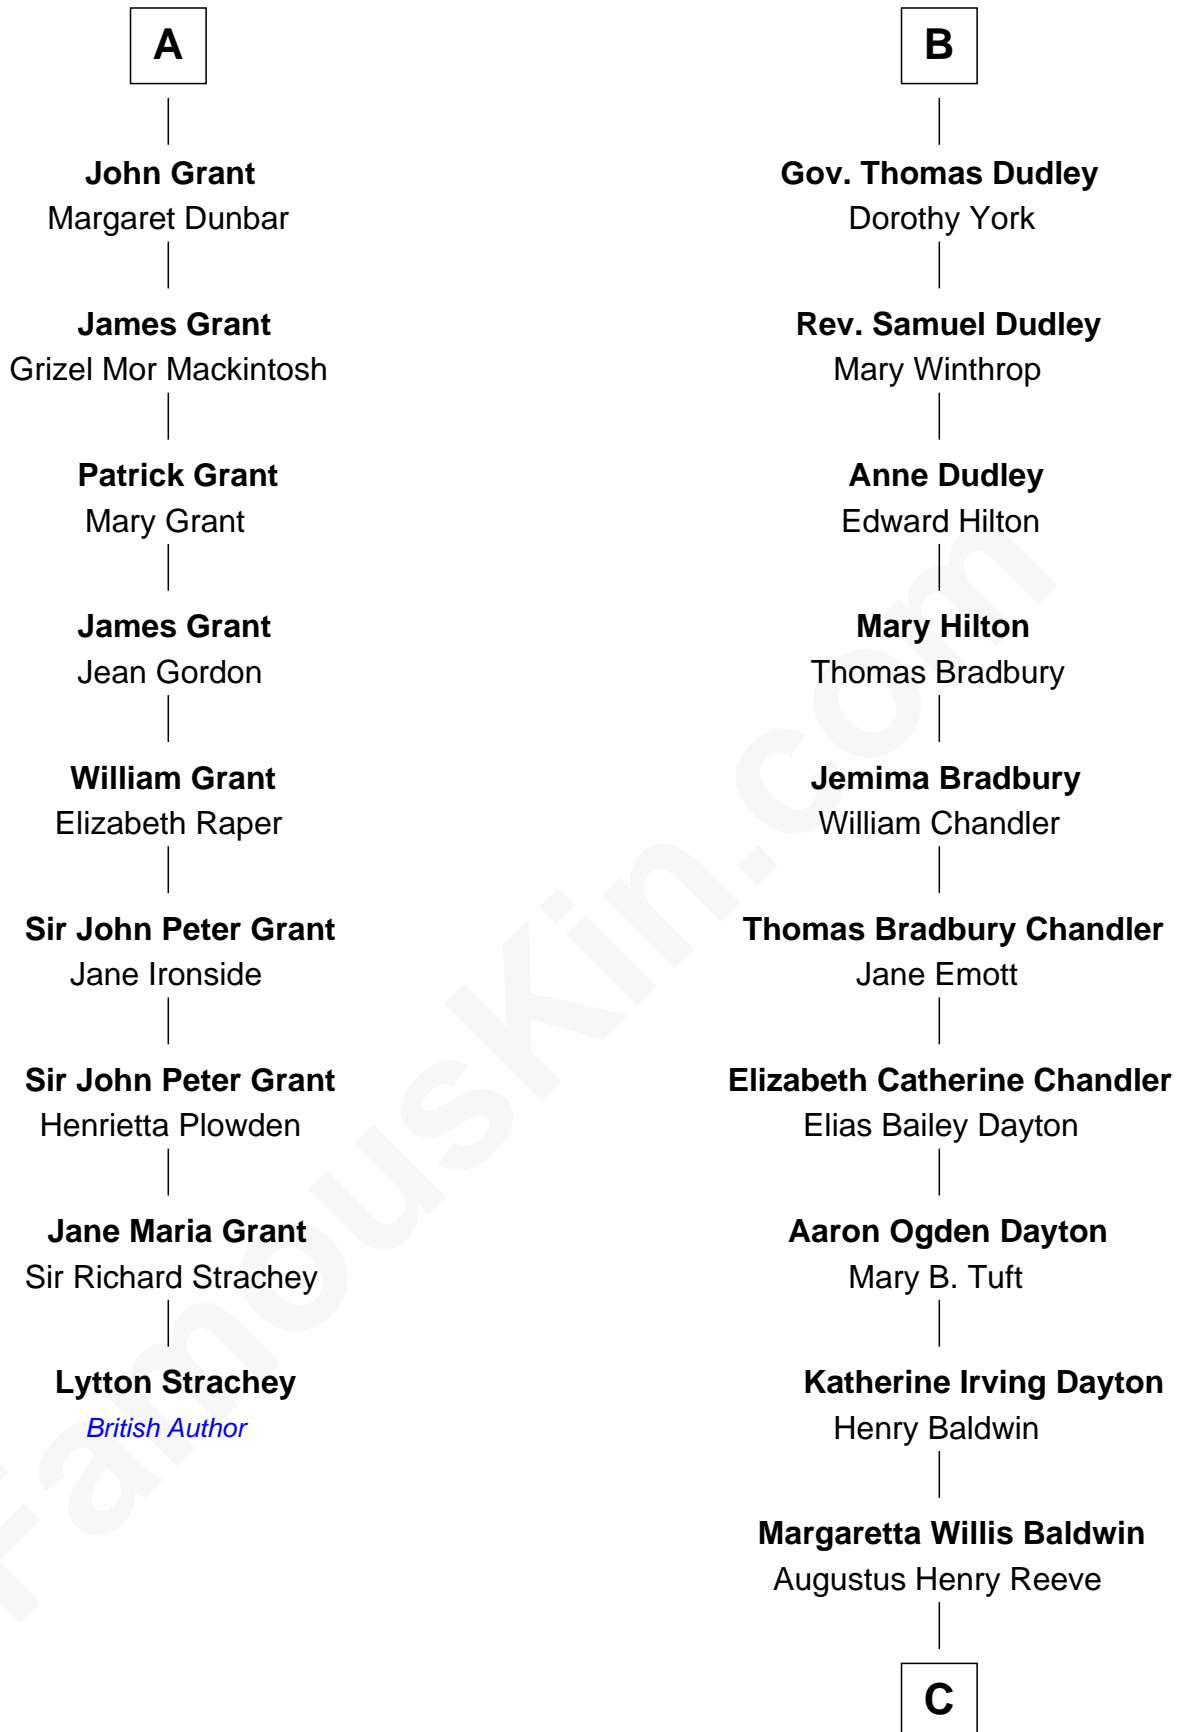 A
John Grant
Margaret Dunbar
James Grant
Grizel Mor Mackintosh
Patrick Grant
Mary Grant
James Grant
Jean Gordon
William Grant
Elizabeth Raper
Sir John Peter Grant
Jane Ironside
Sir John Peter Grant
Henrietta Plowden
Jane Maria Grant
Sir Richard Strachey
Lytton Strachey
British Author
B
Gov. Thomas Dudley
Dorothy York
Rev. Samuel Dudley
Mary Winthrop
Anne Dudley
Edward Hilton
Mary Hilton
Thomas Bradbury
Jemima Bradbury
William Chandler
Thomas Bradbury Chandler
Jane Emott
Elizabeth Catherine Chandler
Elias Bailey Dayton
Aaron Ogden Dayton
Mary B. Tuft
Katherine Irving Dayton
Henry Baldwin
Margaretta Willis Baldwin
Augustus Henry Reeve
C
FamousKin.com